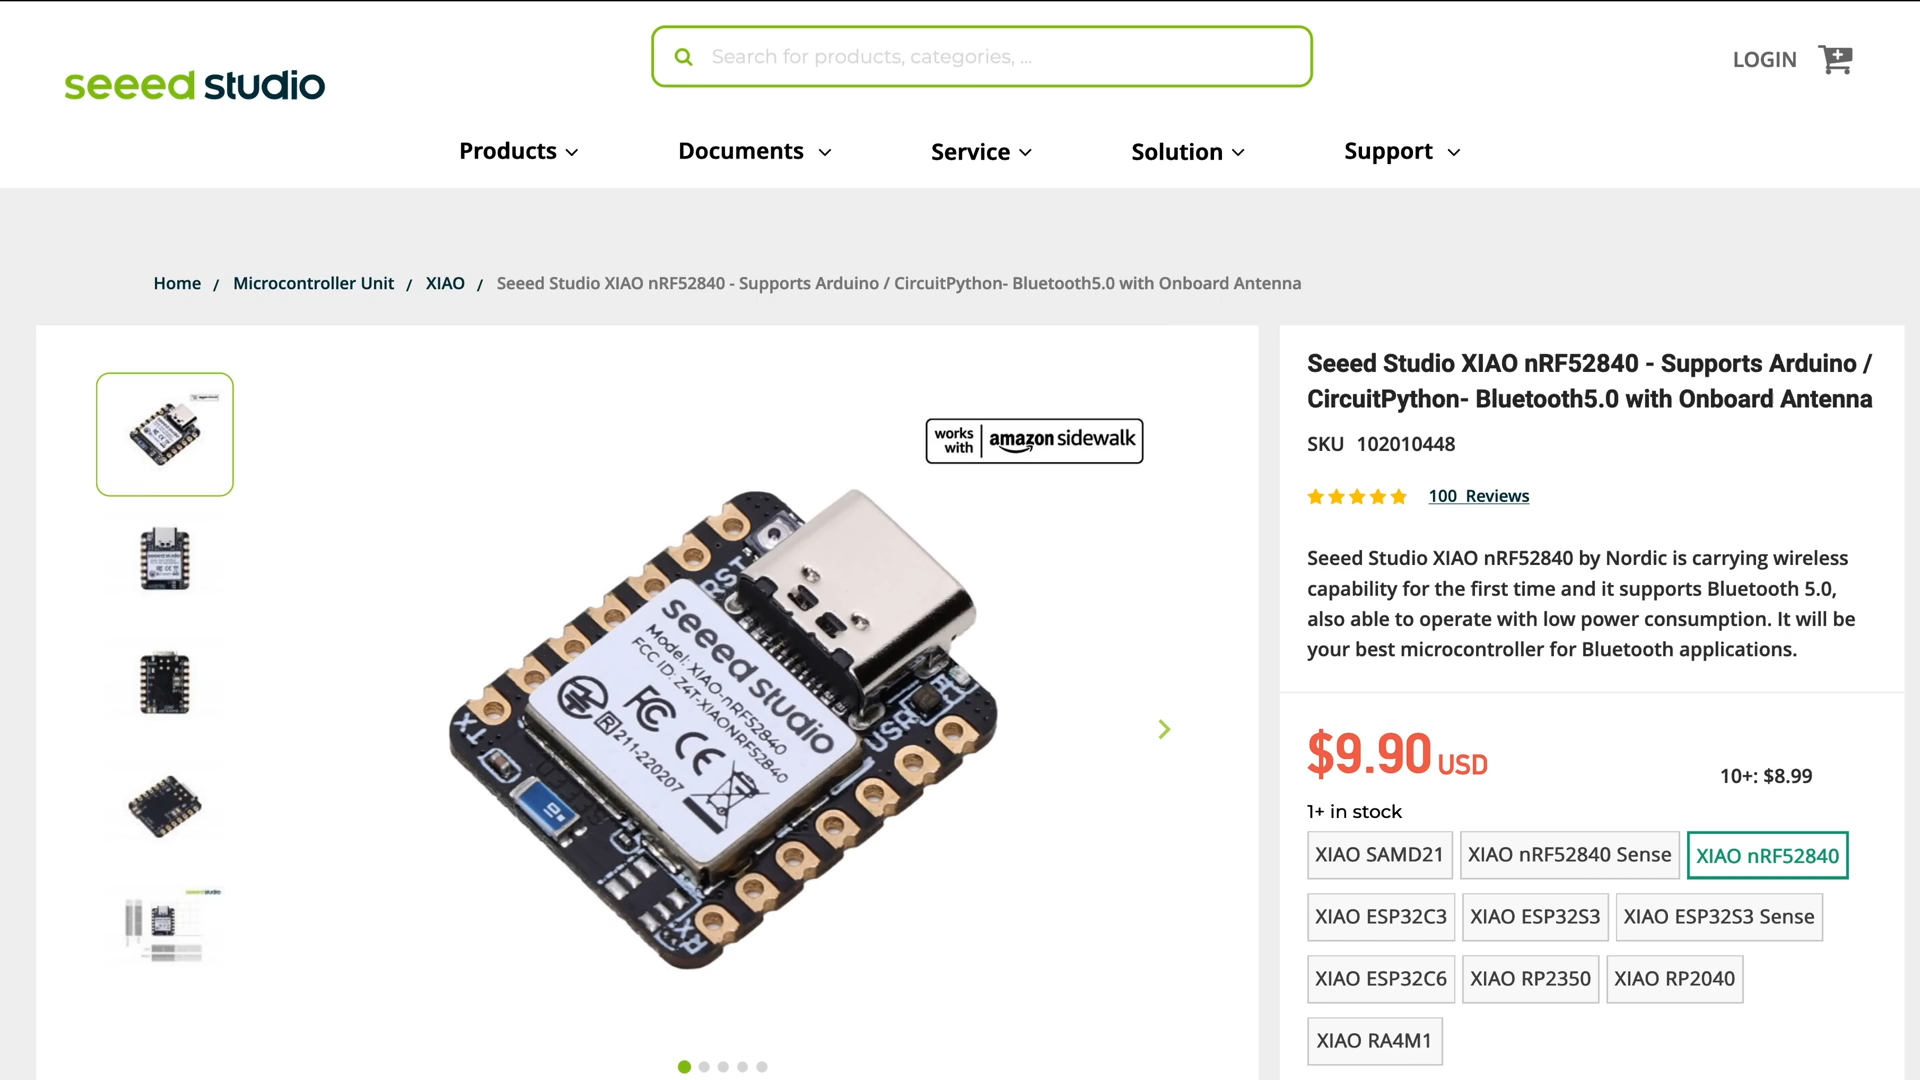 Search for products, categories, ...
LOGIN
seeed studio
Products
Documents
Service
Solution
Support
Home / Microcontroller Unit / XIAO / Seeed Studio XIAO nRF52840 - Supports Arduino / CircuitPython- Bluetooth5.0 with Onboard Antenna
works with amazon sidewalk
RST
seeed studio
Model: XIAO-nRF52840
FCC ID: Z4T-XIAONRF52840
FC CE
R 211-220207
USR
TX
RX
Seeed Studio XIAO nRF52840 - Supports Arduino /
CircuitPython- Bluetooth5.0 with Onboard Antenna
SKU 102010448
100 Reviews
Seeed Studio XIAO nRF52840 by Nordic is carrying wireless
capability for the first time and it supports Bluetooth 5.0,
also able to operate with low power consumption. It will be
your best microcontroller for Bluetooth applications.
$9.90 USD
10+: $8.99
1+ in stock
XIAO SAMD21
XIAO nRF52840 Sense
XIAO nRF52840
XIAO ESP32C3
XIAO ESP32S3
XIAO ESP32S3 Sense
XIAO ESP32C6
XIAO RP2350
XIAO RP2040
XIAO RA4M1